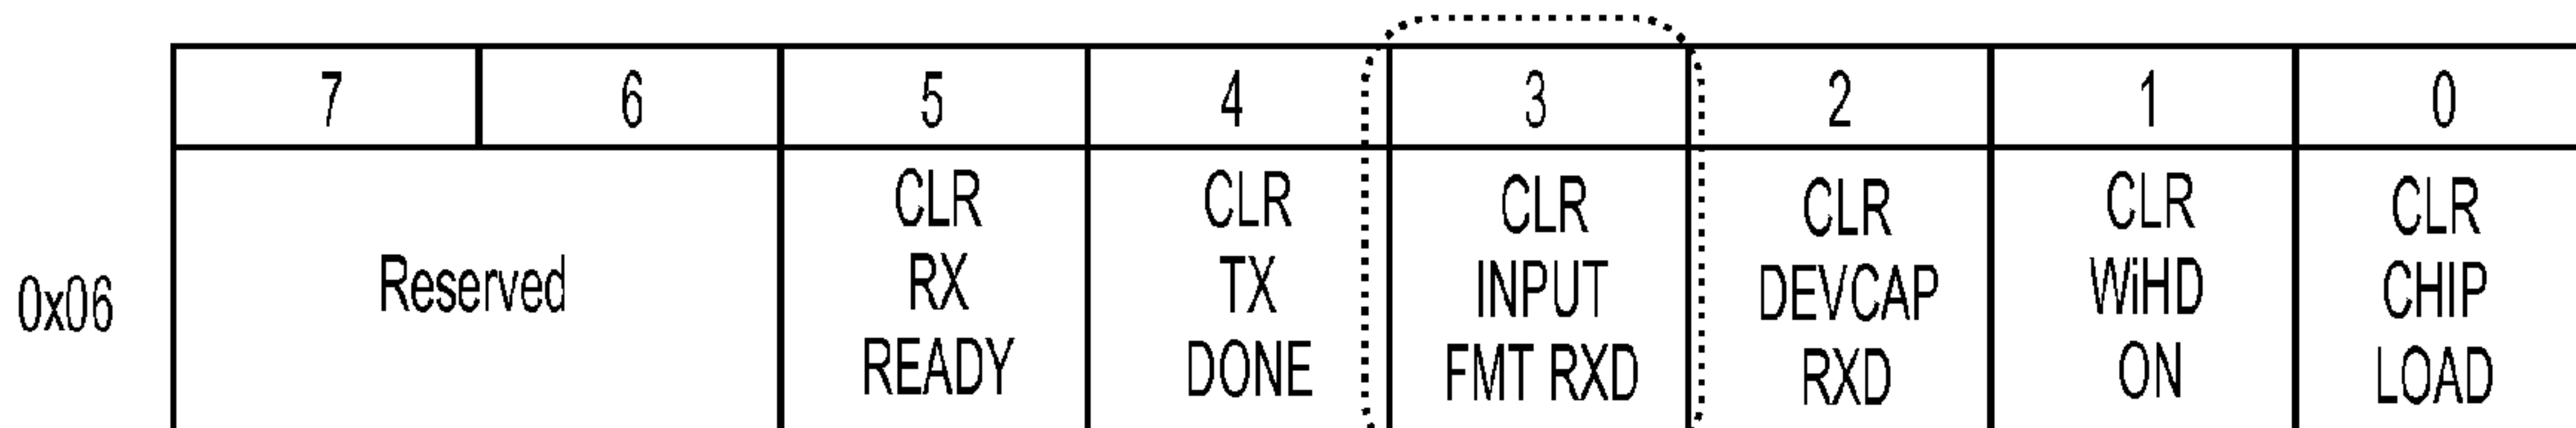 7 6 5 4 3 2 1 0
0x06
Reserved
CLR
RX
READY
CLR
TX
DONE
CLR
INPUT
FMT RXD
CLR
DEVCAP
RXD
CLR
WiHD
ON
CLR
CHIP
LOAD